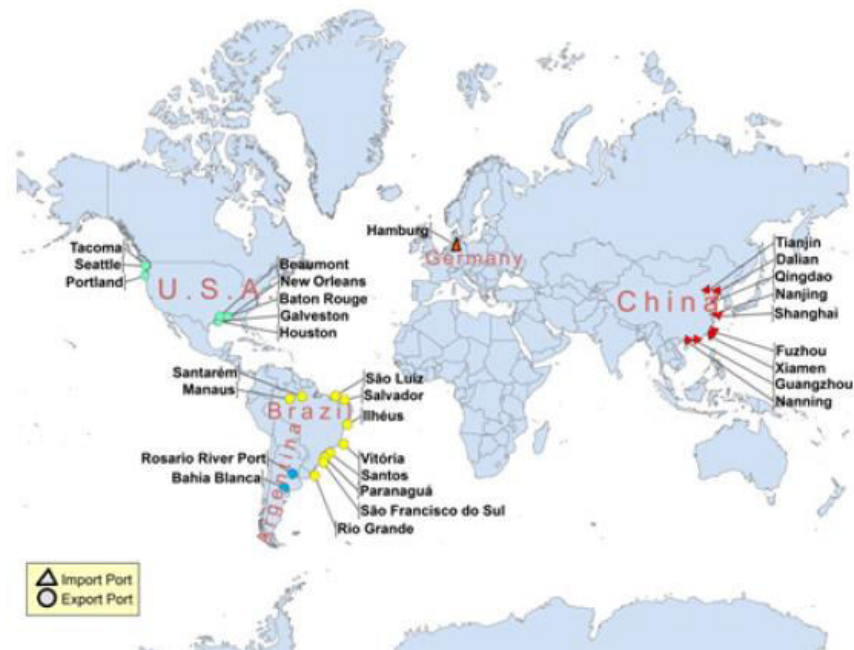 Tacoma
Seattle
Portland
U.S.A
Beaumont
New Orleans
Baton Rouge
Galveston
Houston
Hamburg
Germany
China
Tianjin
Dalian
Qingdao
Nanjing
Shanghai
Fuzhou
Xiamen
Guangzhou
Nanning
Santarém
Manaus
Brazil
São Luiz
Salvador
Ilhéus
Argentina
Rosario River Port
Bahia Blanca
Vitória
Santos
Paranaguá
São Francisco do Sul
Rio Grande
Import Port
Export Port